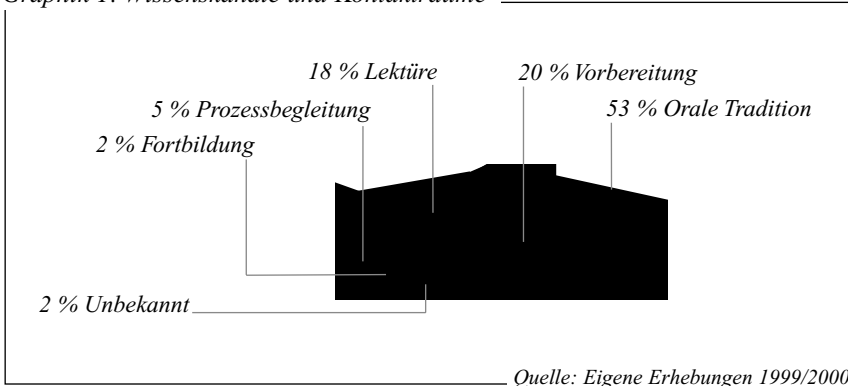 Graphik 1: Wissenskanäle und Kontakträume
18 % Lektüre
20 % Vorbereitung
5 % Prozessbegleitung
53 % Orale Tradition
2 % Fortbildung
2 % Unbekannt
Quelle: Eigene Erhebungen 1999/2000